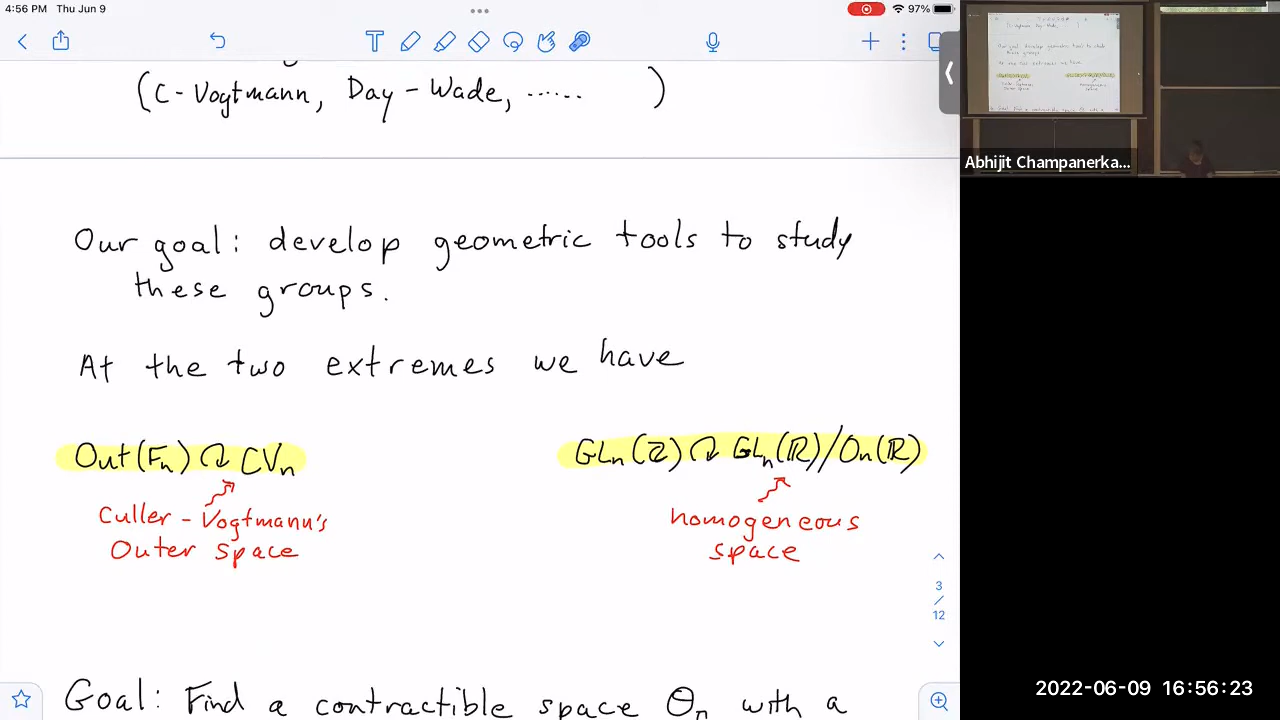 4:56 PM Thu Jun 9
97%
(C-Vogtmann, Day-Wade, ......)
Our goal: develop geometric tools to study
these groups.
At the two extremes we have
Out(Fₙ) ↷ CVₙ
GLₙ(ℤ) ↷ GLₙ(ℝ)/Oₙ(ℝ)
Culler-Vogtmann's
Outer space
homogeneous
space
3
/
12
Goal: Find a contractible space Θₙ with a
Abhijit Champanerka...
2022-06-09 16:56:23